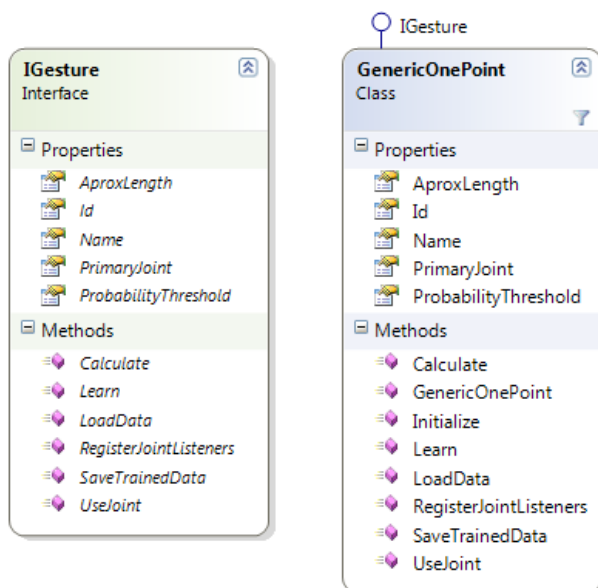 IGesture
Interface
Properties
AproxLength
Id
Name
PrimaryJoint
ProbabilityThreshold
Methods
Calculate
Learn
LoadData
RegisterJointListeners
SaveTrainedData
UseJoint
IGesture
GenericOnePoint
Class
Properties
AproxLength
Id
Name
PrimaryJoint
ProbabilityThreshold
Methods
Calculate
GenericOnePoint
Initialize
Learn
LoadData
RegisterJointListeners
SaveTrainedData
UseJoint